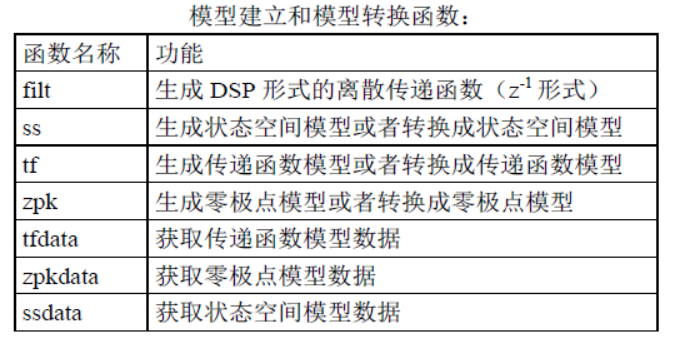 模型建立和模型转换函数：
函数名称 功能
filt 生成 DSP 形式的离散传递函数（z⁻¹ 形式）
ss 生成状态空间模型或者转换成状态空间模型
tf 生成传递函数模型或者转换成传递函数模型
zpk 生成零极点模型或者转换成零极点模型
tfdata 获取传递函数模型数据
zpkdata 获取零极点模型数据
ssdata 获取状态空间模型数据